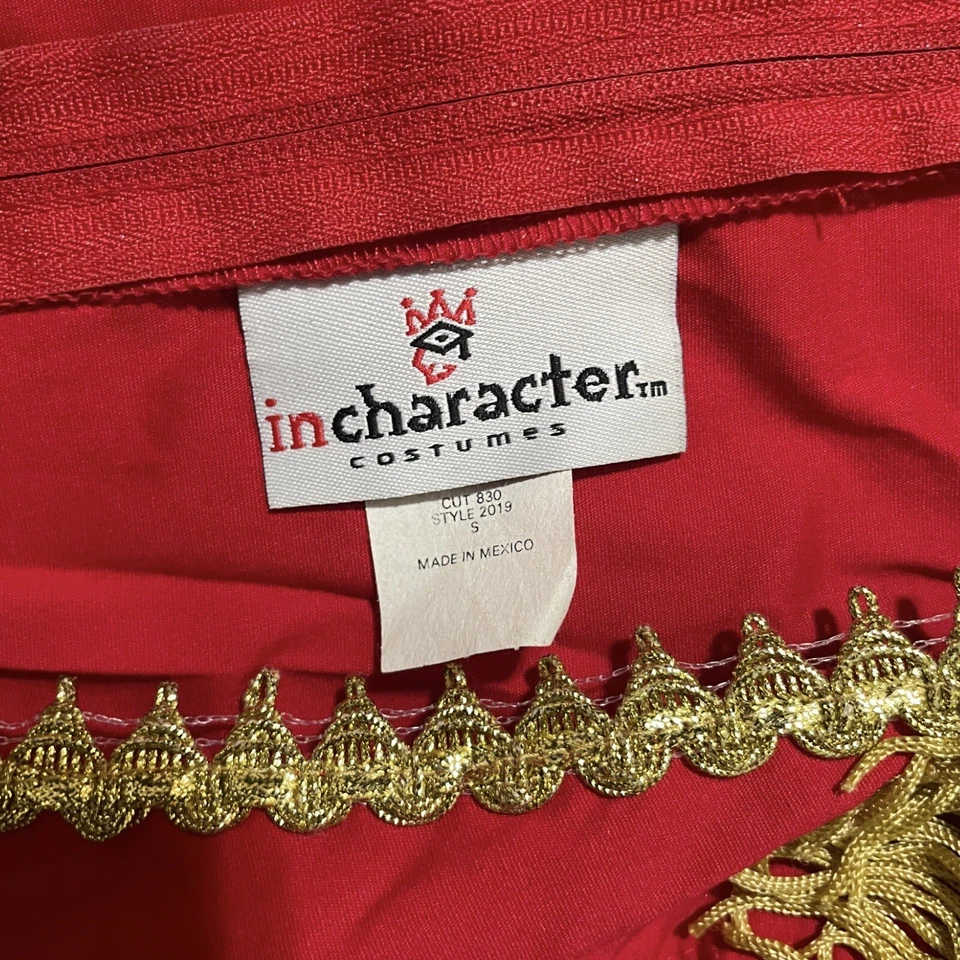 incharacter™
costumes
CUT 830
STYLE 2019
S
MADE IN MEXICO